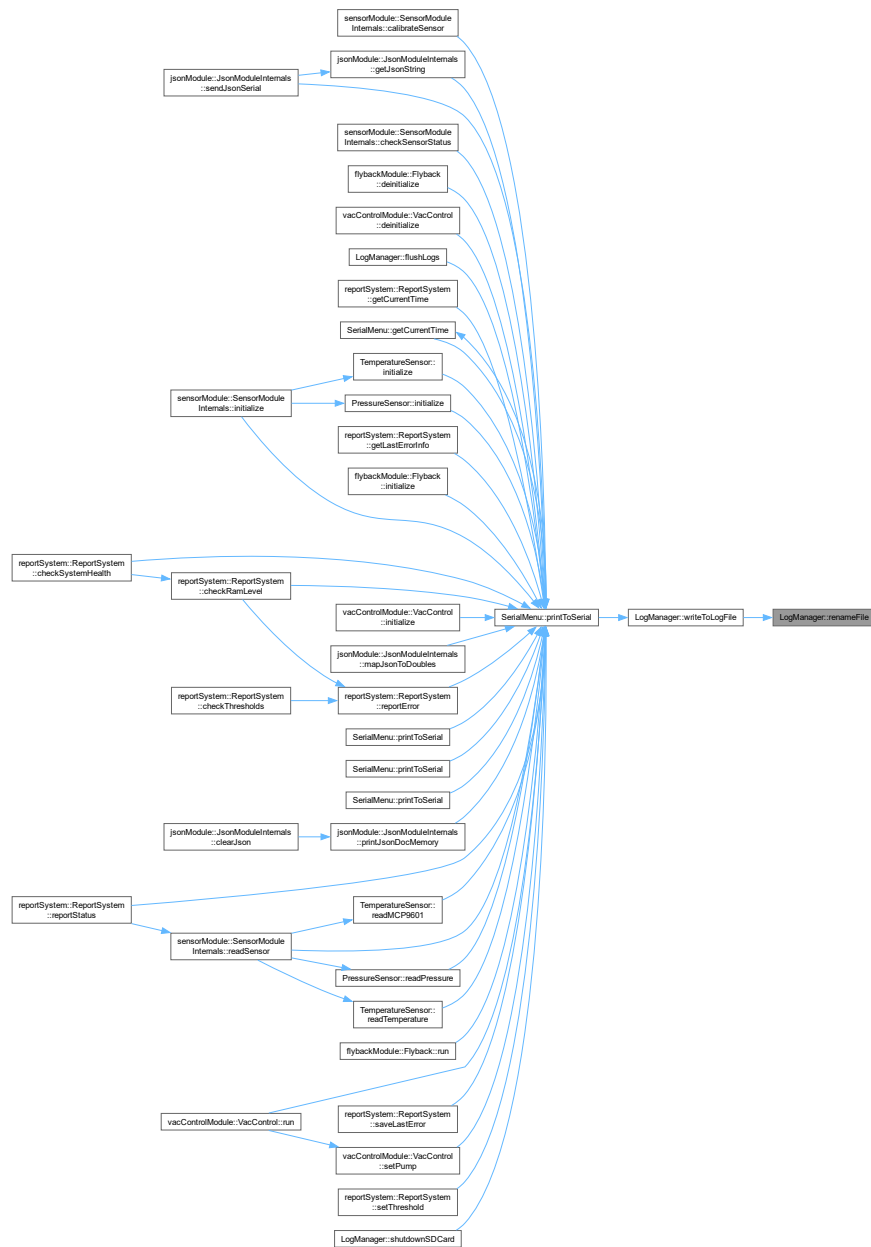 sensorModule::SensorModule
Internals::calibrateSensor
jsonModule::JsonModuleInternals
::getJsonString
jsonModule::JsonModuleInternals
::sendJsonSerial
sensorModule::SensorModule
Internals::checkSensorStatus
flybackModule::Flyback
::deinitialize
vacControlModule::VacControl
::deinitialize
LogManager::flushLogs
reportSystem::ReportSystem
::getCurrentTime
SerialMenu::getCurrentTime
TemperatureSensor::
initialize
sensorModule::SensorModule
Internals::initialize
PressureSensor::initialize
reportSystem::ReportSystem
::getLastErrorInfo
flybackModule::Flyback
::initialize
reportSystem::ReportSystem
::checkSystemHealth
reportSystem::ReportSystem
::checkRamLevel
vacControlModule::VacControl
::initialize
SerialMenu::printToSerial
LogManager::writeToLogFile
LogManager::renameFile
jsonModule::JsonModuleInternals
::mapJsonToDoubles
reportSystem::ReportSystem
::checkThresholds
reportSystem::ReportSystem
::reportError
SerialMenu::printToSerial
SerialMenu::printToSerial
SerialMenu::printToSerial
jsonModule::JsonModuleInternals
::clearJson
jsonModule::JsonModuleInternals
::printJsonDocMemory
reportSystem::ReportSystem
::reportStatus
TemperatureSensor::
readMCP9601
sensorModule::SensorModule
Internals::readSensor
PressureSensor::readPressure
TemperatureSensor::
readTemperature
flybackModule::Flyback::run
vacControlModule::VacControl::run
reportSystem::ReportSystem
::saveLastError
vacControlModule::VacControl
::setPump
reportSystem::ReportSystem
::setThreshold
LogManager::shutdownSDCard